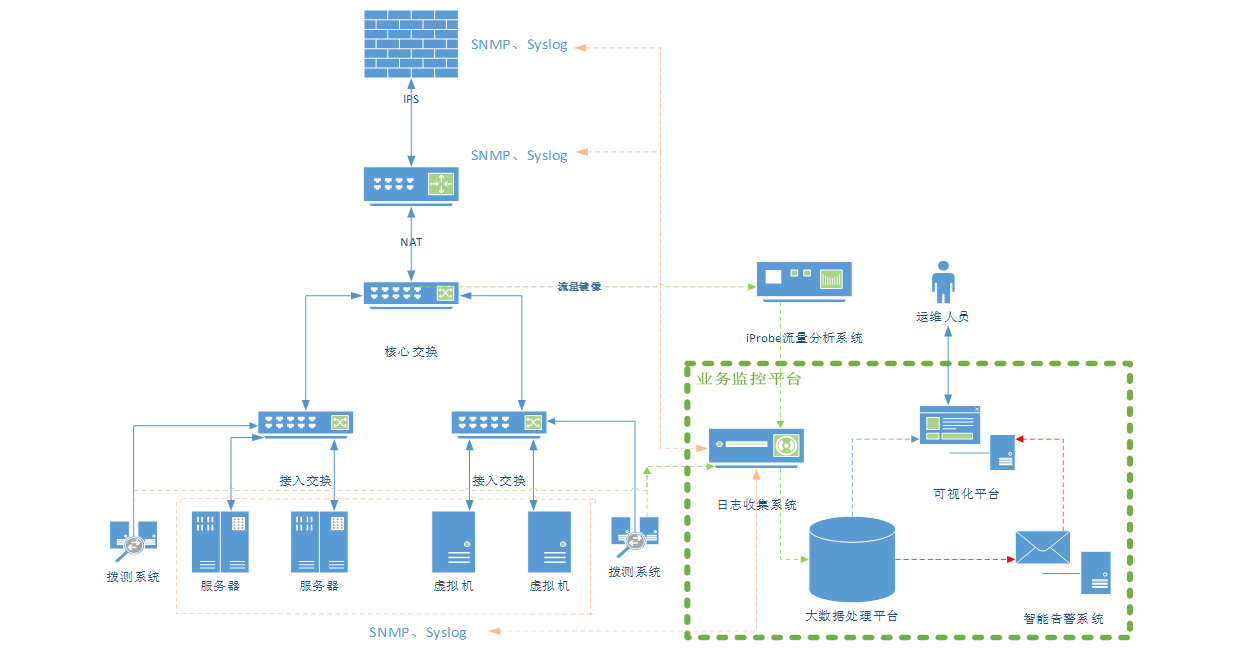 SNMP、Syslog
IPS
SNMP、Syslog
NAT
流量镜像
核心交换
iProbe流量分析系统
运维人员
业务监控平台
接入交换
接入交换
日志收集系统
可视化平台
拨测系统
服务器
服务器
虚拟机
虚拟机
拨测系统
大数据处理平台
智能告警系统
SNMP、Syslog